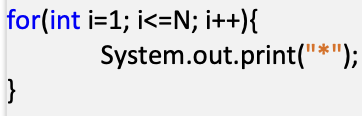 for(int i=1; i<=N; i++){
System.out.print("*");
}